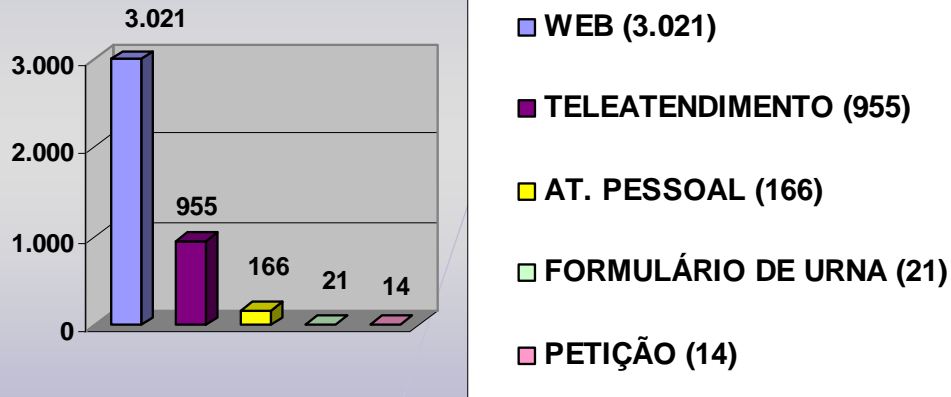 3.021
3.000
2.000
955
1.000
166
21
14
0
WEB (3.021)
TELEATENDIMENTO (955)
AT. PESSOAL (166)
FORMULÁRIO DE URNA (21)
PETIÇÃO (14)